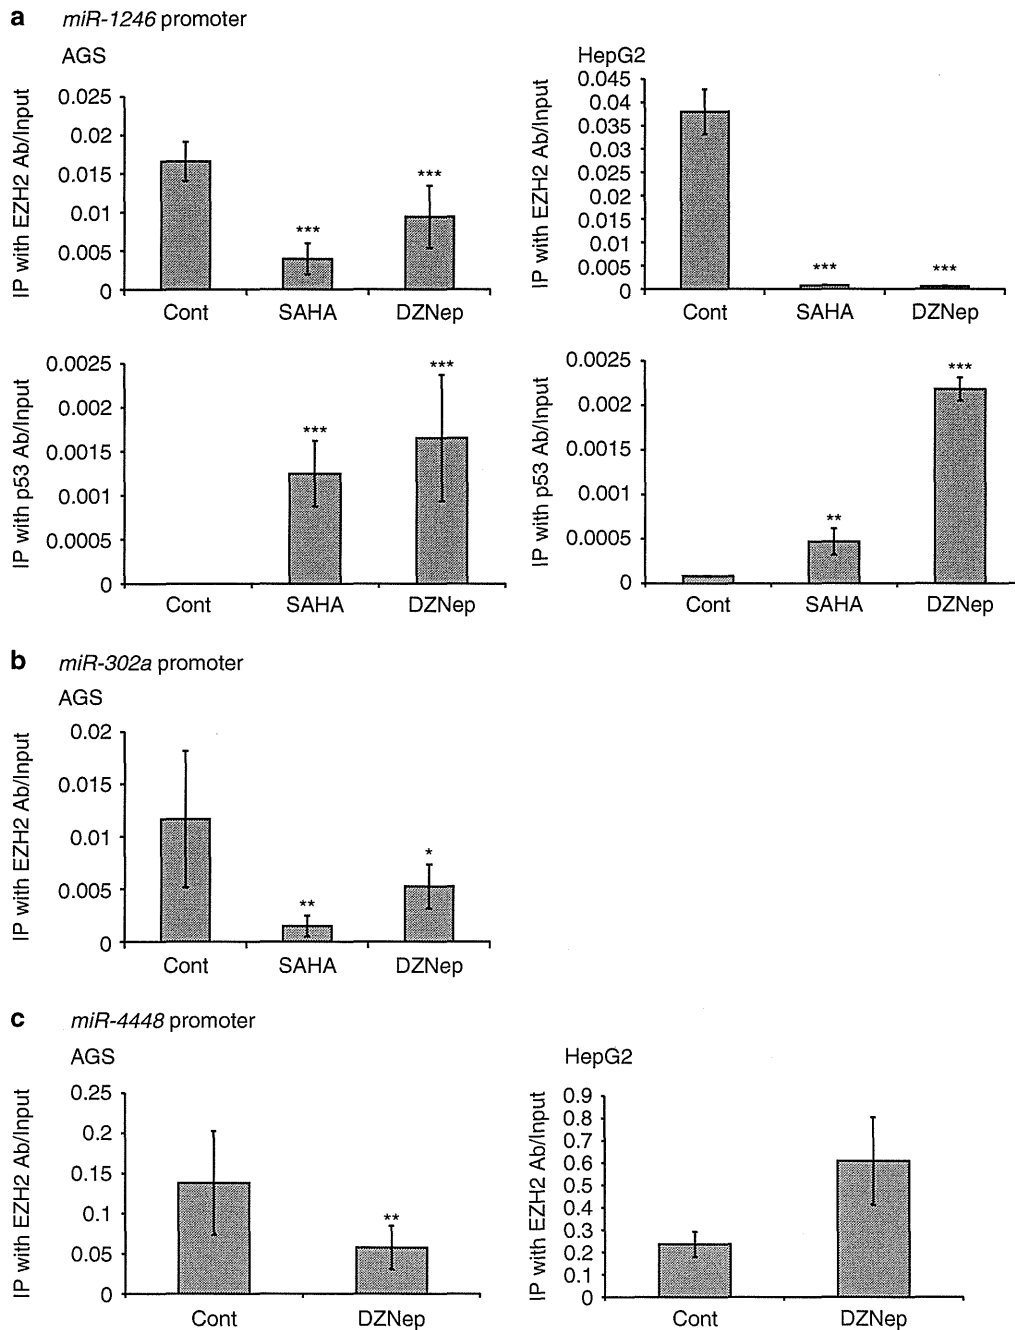 a miR-1246 promoter
AGS
IP with EZH2 Ab/Input
0.025
0.02
0.015
0.01
0.005
0
***
***
Cont SAHA DZNep
HepG2
IP with EZH2 Ab/Input
0.045
0.04
0.035
0.03
0.025
0.02
0.015
0.01
0.005
0
*** ***
Cont SAHA DZNep
IP with p53 Ab/Input
0.0025
0.002
0.0015
0.001
0.0005
0
***
***
Cont SAHA DZNep
IP with p53 Ab/Input
0.0025
0.002
0.0015
0.001
0.0005
0
**
***
Cont SAHA DZNep
b miR-302a promoter
AGS
IP with EZH2 Ab/Input
0.02
0.015
0.01
0.005
0
**
*
Cont SAHA DZNep
c miR-4448 promoter
AGS
IP with EZH2 Ab/Input
0.25
0.2
0.15
0.1
0.05
0
**
Cont DZNep
HepG2
IP with EZH2 Ab/Input
0.9
0.8
0.7
0.6
0.5
0.4
0.3
0.2
0.1
0
Cont DZNep